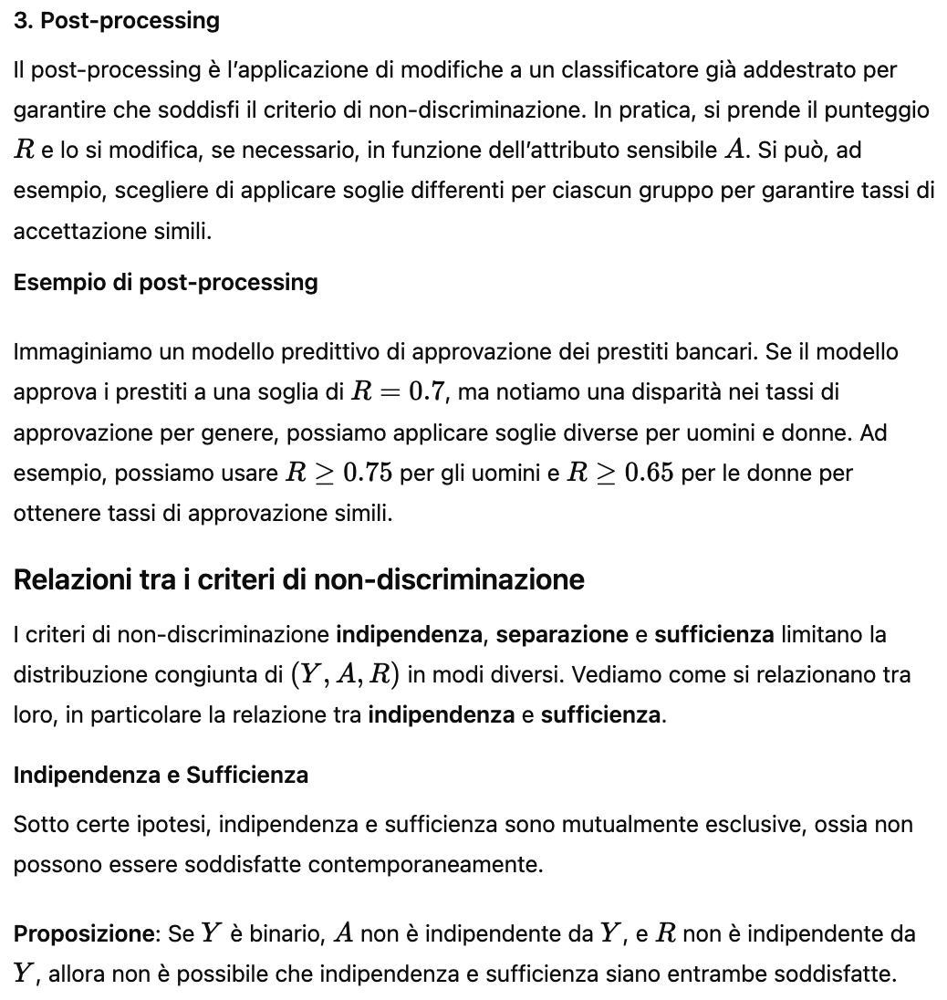 3. Post-processing
Il post-processing è l’applicazione di modifiche a un classificatore già addestrato per
garantire che soddisfi il criterio di non-discriminazione. In pratica, si prende il punteggio
R e lo si modifica, se necessario, in funzione dell’attributo sensibile A. Si può, ad
esempio, scegliere di applicare soglie differenti per ciascun gruppo per garantire tassi di
accettazione simili.
Esempio di post-processing
Immaginiamo un modello predittivo di approvazione dei prestiti bancari. Se il modello
approva i prestiti a una soglia di R = 0.7, ma notiamo una disparità nei tassi di
approvazione per genere, possiamo applicare soglie diverse per uomini e donne. Ad
esempio, possiamo usare R ≥ 0.75 per gli uomini e R ≥ 0.65 per le donne per
ottenere tassi di approvazione simili.
Relazioni tra i criteri di non-discriminazione
I criteri di non-discriminazione indipendenza, separazione e sufficienza limitano la
distribuzione congiunta di (Y, A, R) in modi diversi. Vediamo come si relazionano tra
loro, in particolare la relazione tra indipendenza e sufficienza.
Indipendenza e Sufficienza
Sotto certe ipotesi, indipendenza e sufficienza sono mutualmente esclusive, ossia non
possono essere soddisfatte contemporaneamente.
Proposizione: Se Y è binario, A non è indipendente da Y, e R non è indipendente da
Y, allora non è possibile che indipendenza e sufficienza siano entrambe soddisfatte.